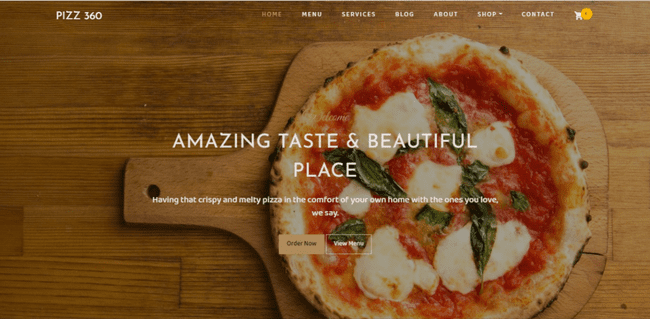 PIZZ 360
HOME MENU SERVICES BLOG ABOUT SHOP CONTACT
Welcome
AMAZING TASTE & BEAUTIFUL
PLACE
Having that crispy and melty pizza in the comfort of your own home with the ones you love,
we say.
Order Now View Menu